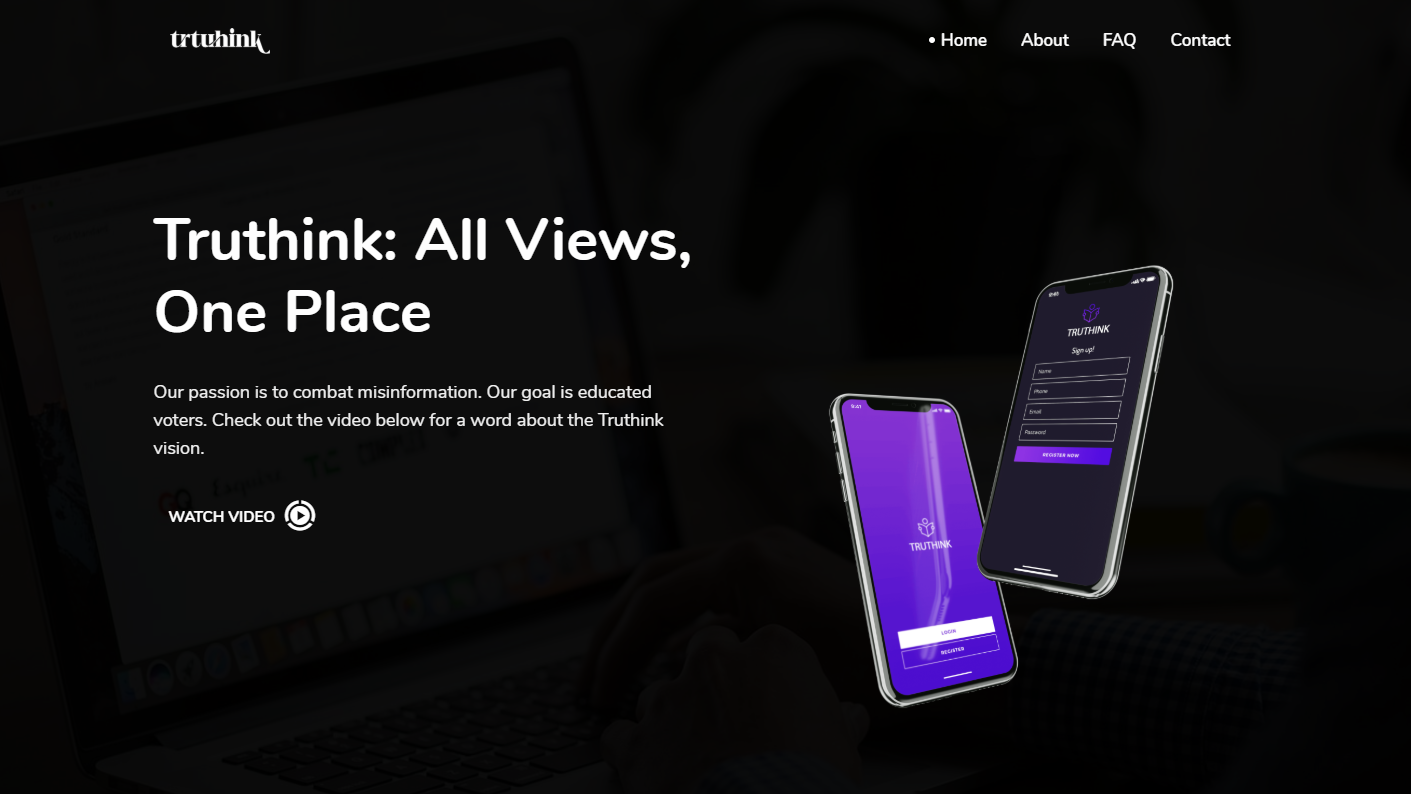 trtuhink
Home About FAQ Contact
Truthink: All Views,
One Place
Our passion is to combat misinformation. Our goal is educated
voters. Check out the video below for a word about the Truthink
vision.
WATCH VIDEO
9:41
TRUTHINK
Sign up!
Name
Phone
Email
Password
REGISTER NOW
9:41
TRUTHINK
LOGIN
REGISTER
Esquire